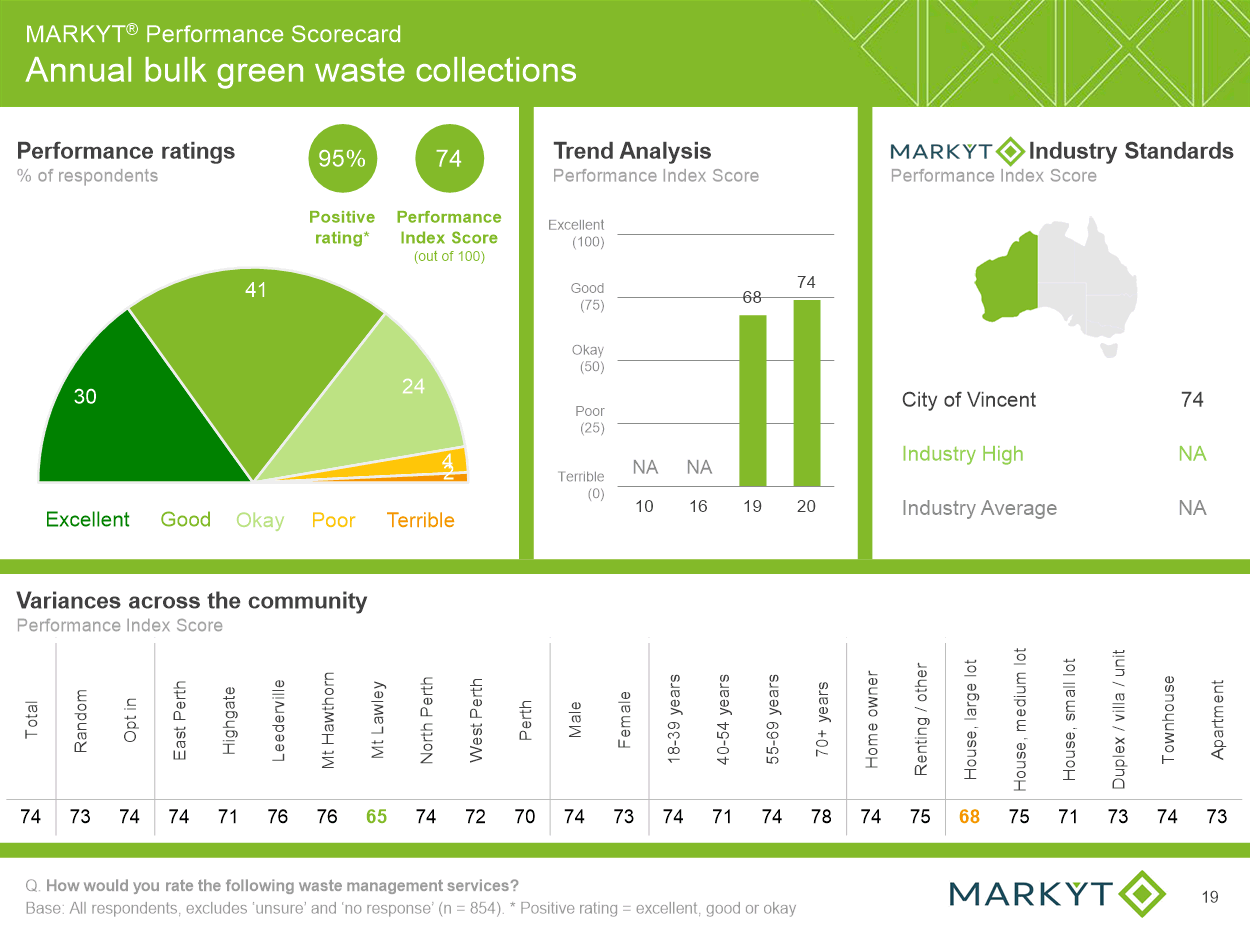 MARKYT® Performance Scorecard
Annual bulk green waste collections
Performance ratings
% of respondents
95%
74
Positive
rating*
Performance
Index Score
(out of 100)
41
30
24
4
2
Excellent Good Okay Poor Terrible
Trend Analysis
Performance Index Score
Excellent
(100)
Good
(75)
Okay
(50)
Poor
(25)
Terrible
(0)
NA NA 68 74
10 16 19 20
MARKYT Industry Standards
Performance Index Score
City of Vincent 74
Industry High NA
Industry Average NA
Variances across the community
Performance Index Score
Total
Random
Opt in
East Perth
Highgate
Leederville
Mt Hawthorn
Mt Lawley
North Perth
West Perth
Perth
Male
Female
18-39 years
40-54 years
55-69 years
70+ years
Home owner
Renting / other
House, large lot
House, medium lot
House, small lot
Duplex / villa / unit
Townhouse
Apartment
74 73 74 74 71 76 76 65 74 72 70 74 73 74 71 74 78 74 75 68 75 71 73 74 73
Q. How would you rate the following waste management services?
Base: All respondents, excludes 'unsure' and 'no response' (n = 854). * Positive rating = excellent, good or okay
MARKYT
19